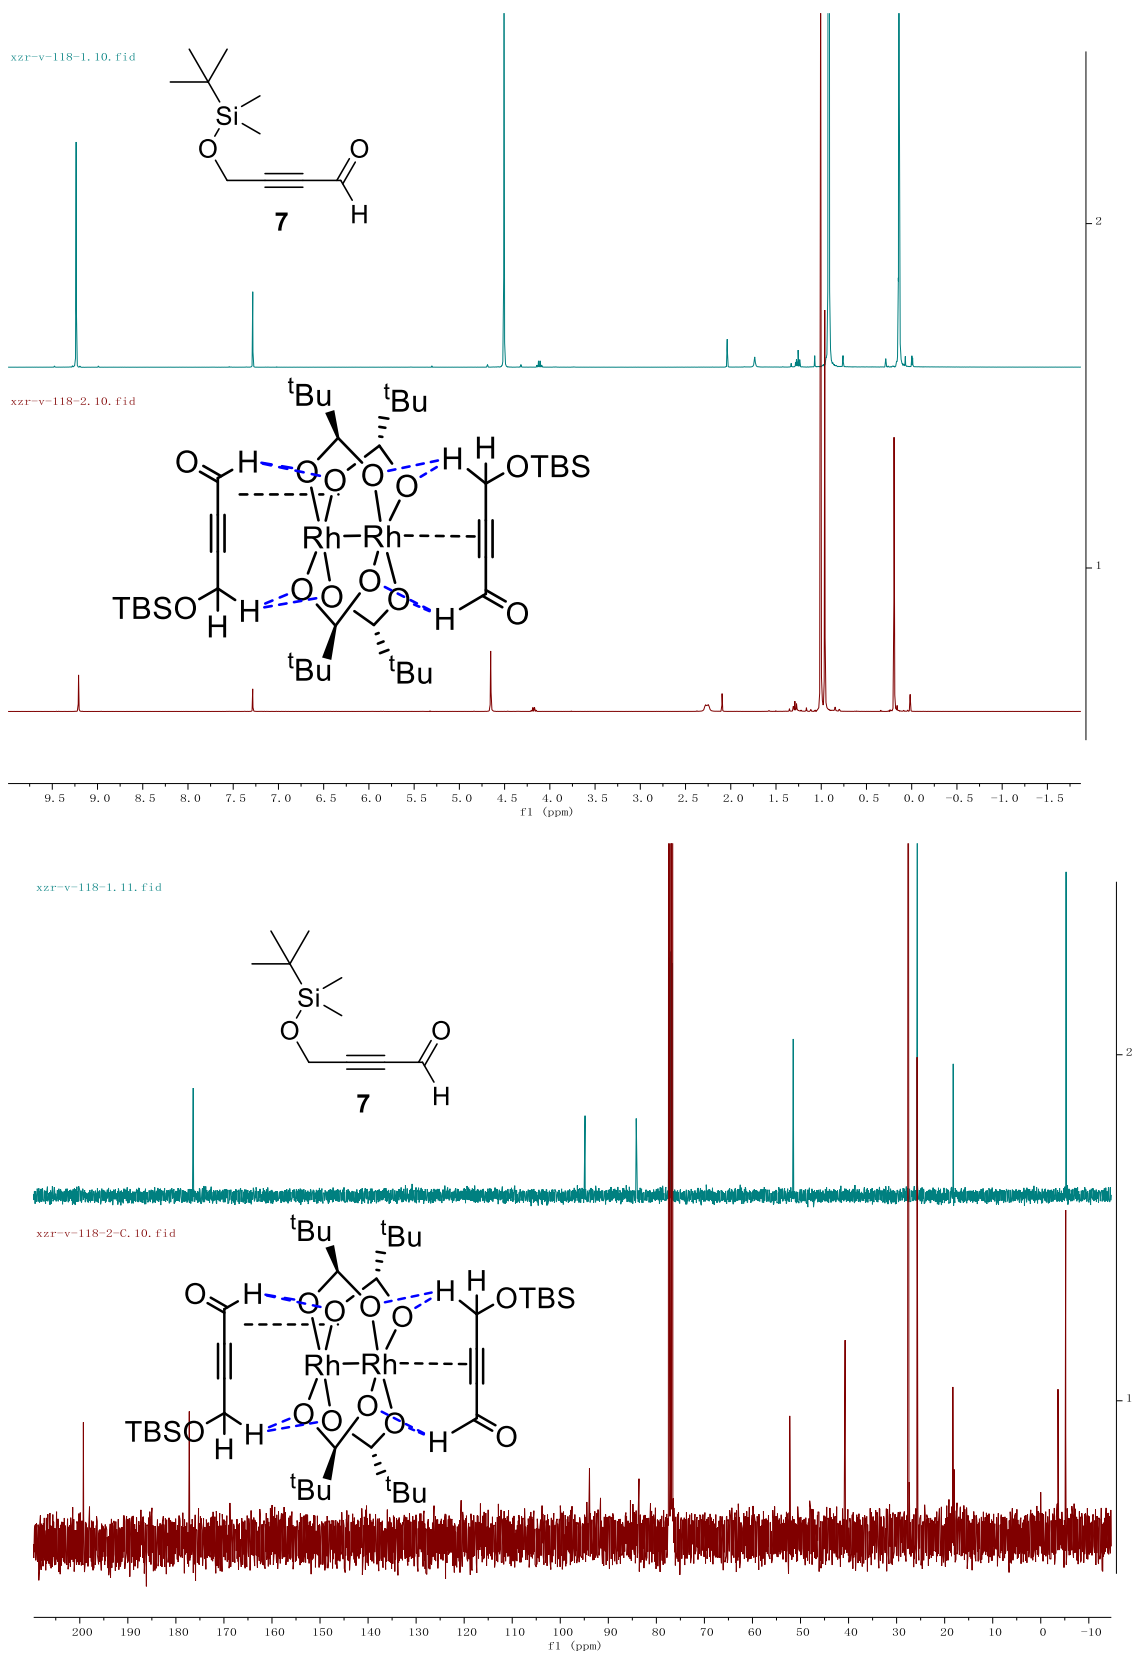 xzr-v-118-1.10.fid
Si
O
O
H
7
2
xzr-v-118-2.10.fid
tBu
tBu
O
H
O
O
O
O
H
H
OTBS
Rh
Rh
O
O
O
O
TBSO
H
H
H
O
tBu
tBu
1
9.5 9.0 8.5 8.0 7.5 7.0 6.5 6.0 5.5 5.0 4.5 4.0 3.5 3.0 2.5 2.0 1.5 1.0 0.5 0.0 -0.5 -1.0 -1.5
f1 (ppm)
xzr-v-118-1.11.fid
Si
O
O
H
7
2
xzr-v-118-2-C.10.fid
tBu
tBu
O
H
O
O
O
O
H
H
OTBS
Rh
Rh
O
O
O
O
TBSO
H
H
H
O
tBu
tBu
1
200 190 180 170 160 150 140 130 120 110 100 90 80 70 60 50 40 30 20 10 0 -10
f1 (ppm)